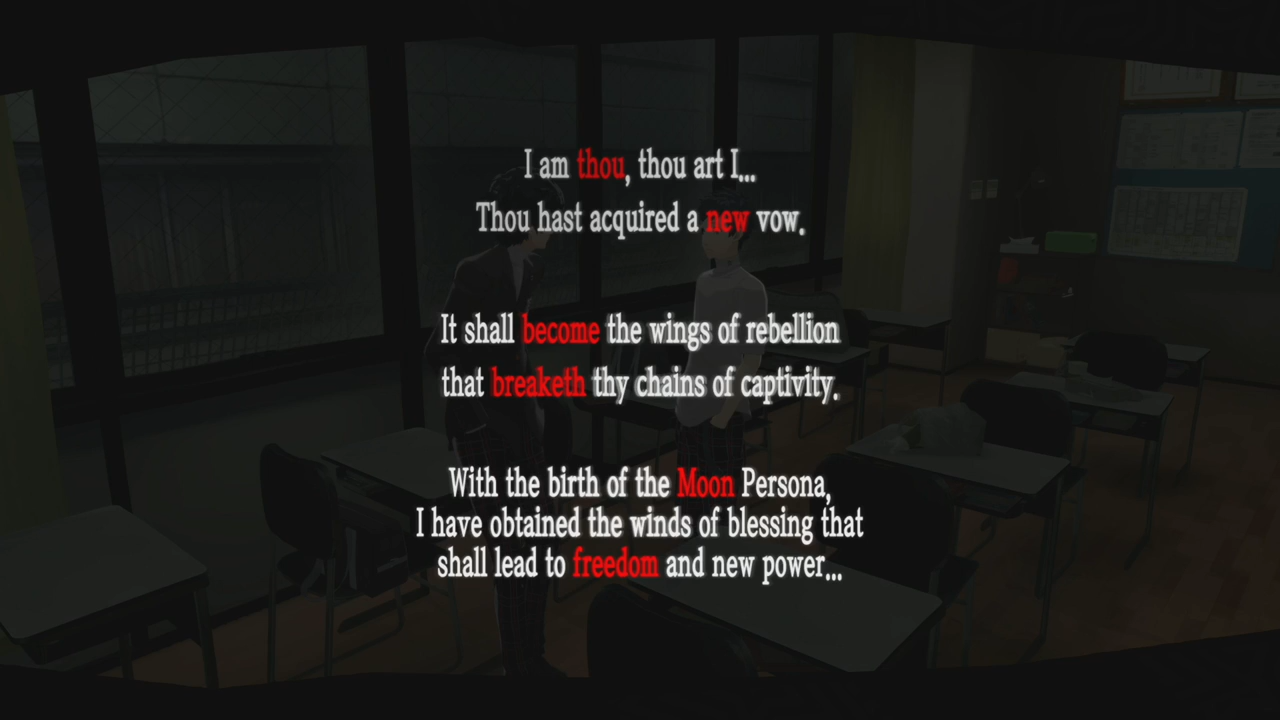 I am thou, thou art I...
Thou hast acquired a new vow.
It shall become the wings of rebellion
that breaketh thy chains of captivity.
With the birth of the Moon Persona,
I have obtained the winds of blessing that
shall lead to freedom and new power...